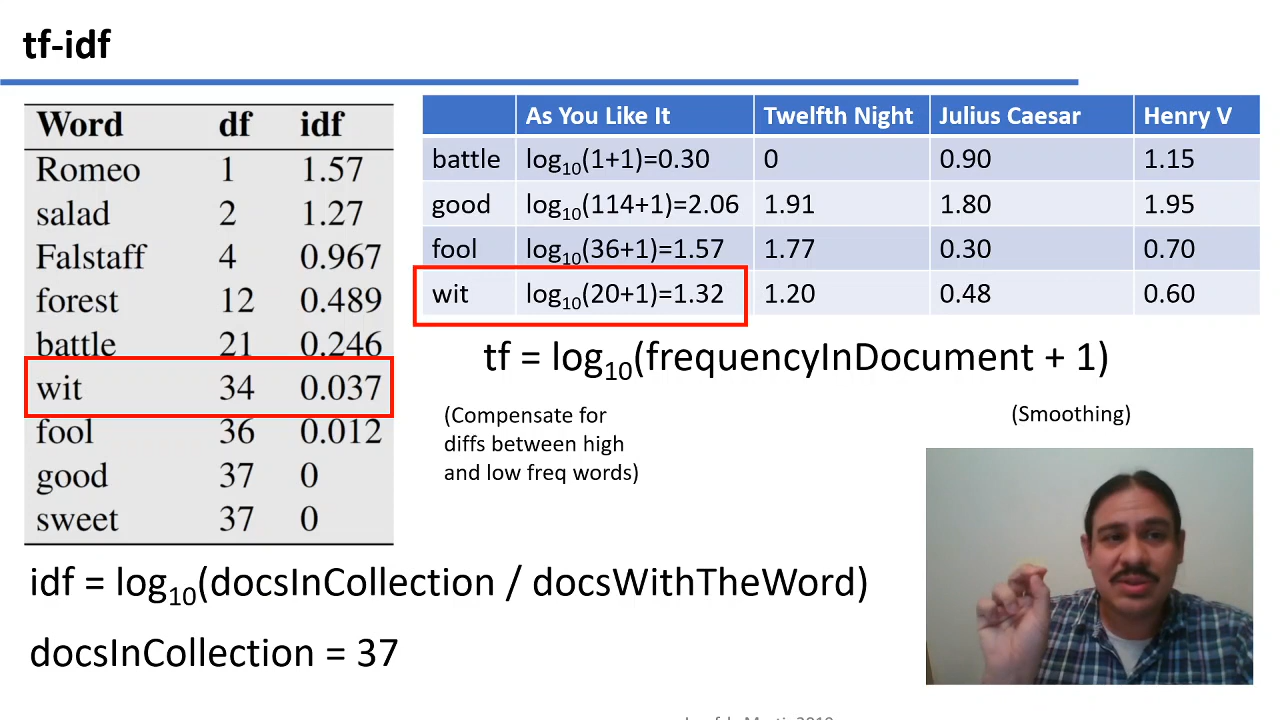 tf-idf
Word df idf
Romeo 1 1.57
salad 2 1.27
Falstaff 4 0.967
forest 12 0.489
battle 21 0.246
wit 34 0.037
fool 36 0.012
good 37 0
sweet 37 0
As You Like It Twelfth Night Julius Caesar Henry V
battle log₁₀(1+1)=0.30 0 0.90 1.15
good log₁₀(114+1)=2.06 1.91 1.80 1.95
fool log₁₀(36+1)=1.57 1.77 0.30 0.70
wit log₁₀(20+1)=1.32 1.20 0.48 0.60
tf = log₁₀(frequencyInDocument + 1)
(Compensate for
diffs between high
and low freq words)
(Smoothing)
idf = log₁₀(docsInCollection / docsWithTheWord)
docsInCollection = 37